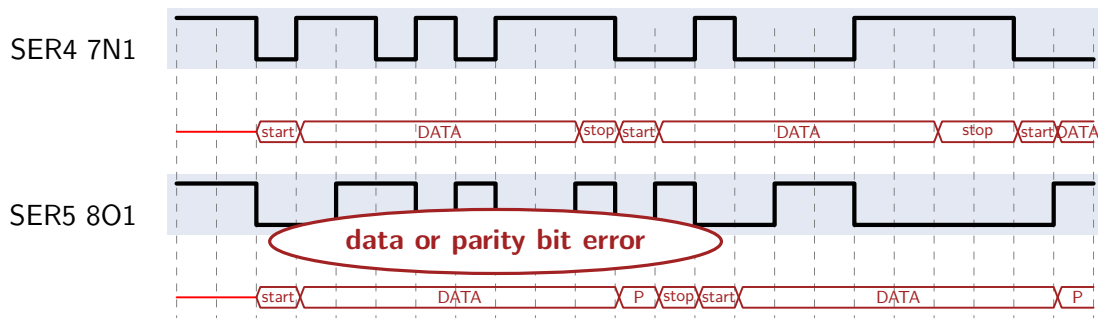 SER4 7N1
start DATA stop start DATA stop start DATA
SER5 8O1
data or parity bit error
start DATA P stop start DATA P